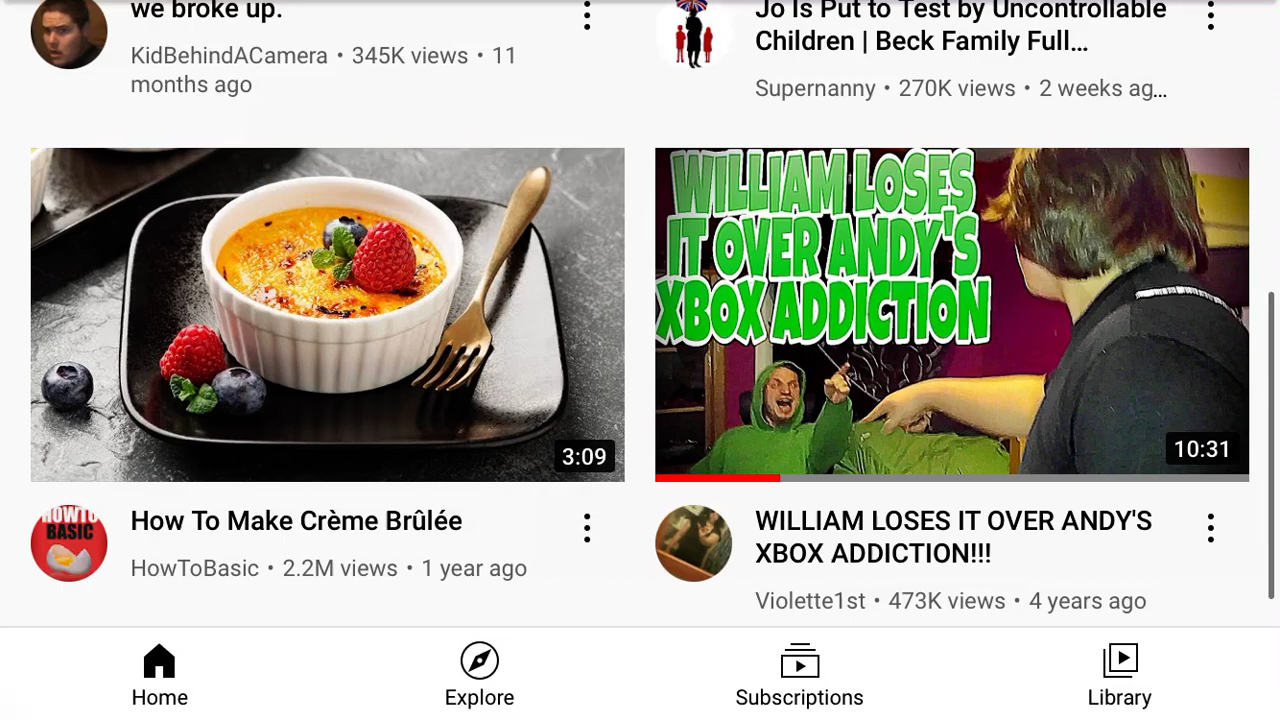 we broke up.
KidBehindACamera • 345K views • 11
months ago
Jo Is Put to Test by Uncontrollable
Children | Beck Family Full...
Supernanny • 270K views • 2 weeks ag...
3:09
HOWTO
BASIC
How To Make Crème Brûlée
HowToBasic • 2.2M views • 1 year ago
WILLIAM LOSES
IT OVER ANDY'S
XBOX ADDICTION
10:31
WILLIAM LOSES IT OVER ANDY'S
XBOX ADDICTION!!!
Violette1st • 473K views • 4 years ago
Home
Explore
Subscriptions
Library